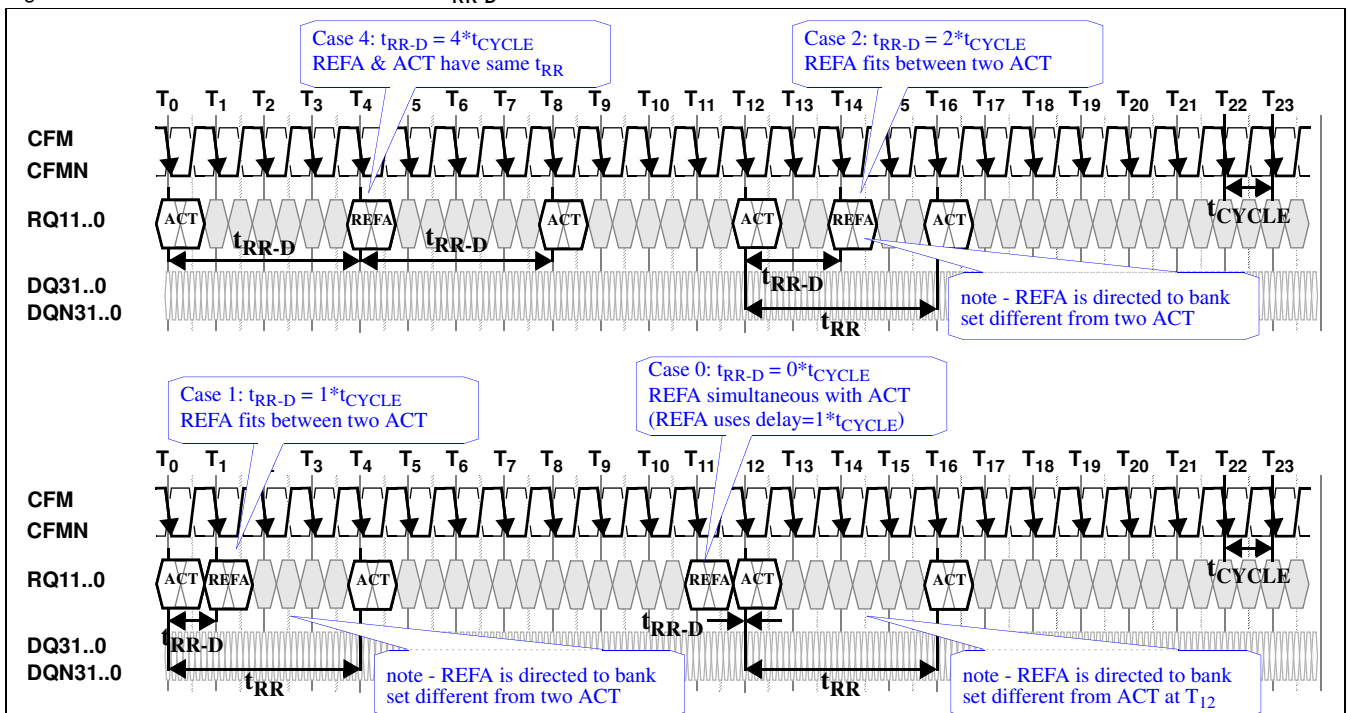 RR-D
Case 4: tRR-D = 4*tCYCLE
REFA & ACT have same tRR
Case 2: tRR-D = 2*tCYCLE
REFA fits between two ACT
T0 T1 T2 T3 T4 5 T6 T7 T8 T9 T10 T11 T12 T13 T14 5 T16 T17 T18 T19 T20 T21 T22 T23
CFM
CFMN
RQ11..0
ACT REFA ACT ACT REFA ACT
tCYCLE
tRR-D tRR-D
tRR-D
DQ31..0
DQN31..0
tRR
note - REFA is directed to bank
set different from two ACT
Case 1: tRR-D = 1*tCYCLE
REFA fits between two ACT
Case 0: tRR-D = 0*tCYCLE
REFA simultaneous with ACT
(REFA uses delay=1*tCYCLE)
T0 T1 T3 T4 T5 T6 T7 T8 T9 T10 T11 12 T13 T14 T15 T16 T17 T18 T19 T20 T21 T22 T23
CFM
CFMN
RQ11..0
ACT REFA ACT REFA ACT ACT
tCYCLE
tRR-D tRR-D
DQ31..0
DQN31..0
tRR tRR
note - REFA is directed to bank
set different from two ACT
note - REFA is directed to bank
set different from ACT at T12